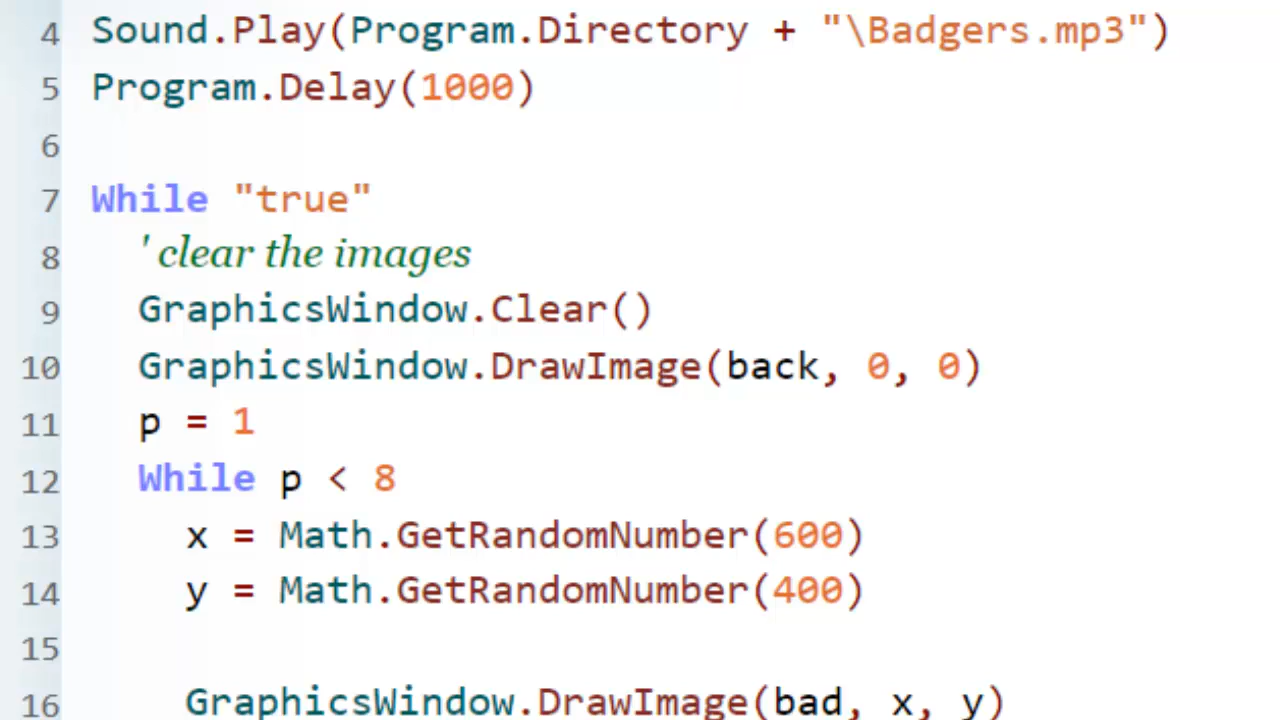 4 Sound.Play(Program.Directory + "\Badgers.mp3")
5 Program.Delay(1000)
6
7 While "true"
8 ' clear the images
9 GraphicsWindow.Clear()
10 GraphicsWindow.DrawImage(back, 0, 0)
11 p = 1
12 While p < 8
13 x = Math.GetRandomNumber(600)
14 y = Math.GetRandomNumber(400)
15
16 GraphicsWindow.DrawImage(bad, x, y)